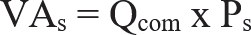 VAₛ = Q꜀ₒₘ x Pₛ